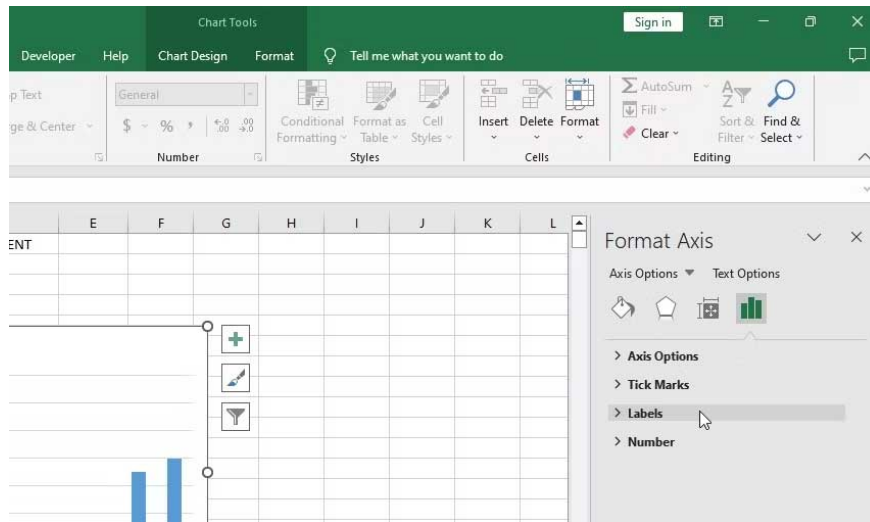 Chart Tools
Sign in
Developer Help Chart Design Format Tell me what you want to do
p Text
General
AutoSum
Fill
ge & Center
$ % ,
Conditional Formatting
Format as Table
Cell Styles
Insert Delete Format
Clear
Sort & Filter
Find & Select
Number Styles Cells Editing
E F G H I J K L
ENT
Format Axis
Axis Options Text Options
Axis Options
Tick Marks
Labels
Number